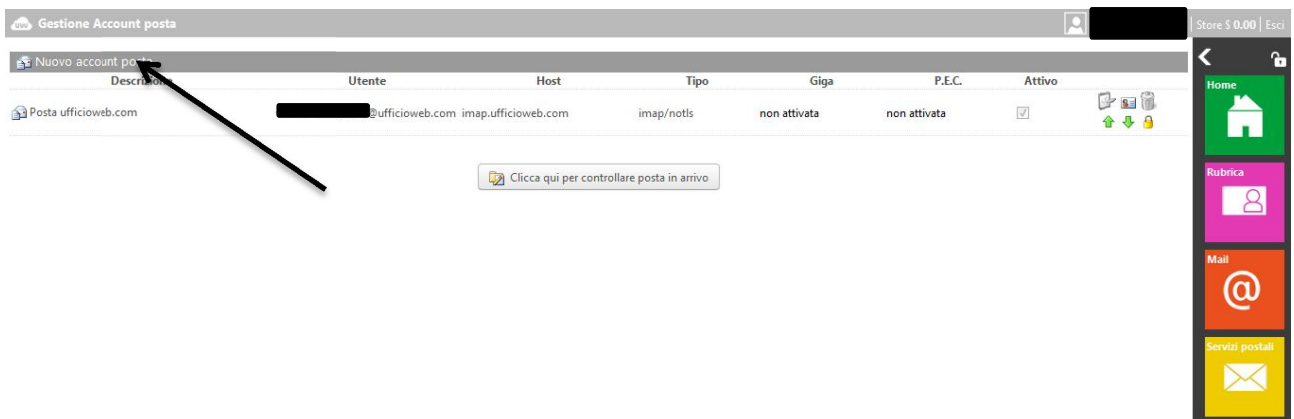 Gestione Account posta
Store $ 0.00 Esci
Nuovo account posta
Descrizione Utente Host Tipo Giga P.E.C. Attivo
Posta ufficioweb.com @ufficioweb.com imap.ufficioweb.com imap/notls non attivata non attivata
Clicca qui per controllare posta in arrivo
Home
Rubrica
Mail
@
Servizi postali